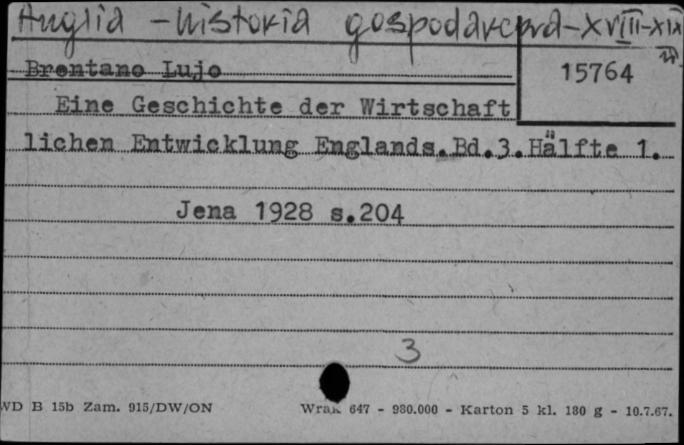 Anglia - historia gospodarcza - XVIII-XIX w.
Brentano Lujo
15764
Eine Geschichte der Wirtschaft
lichen Entwicklung Englands.Bd.3.Hälfte 1.
Jena 1928 s.204
3
WD B 15b Zam. 915/DW/ON Wrak 647 - 980.000 - Karton 5 kl. 180 g - 10.7.67.